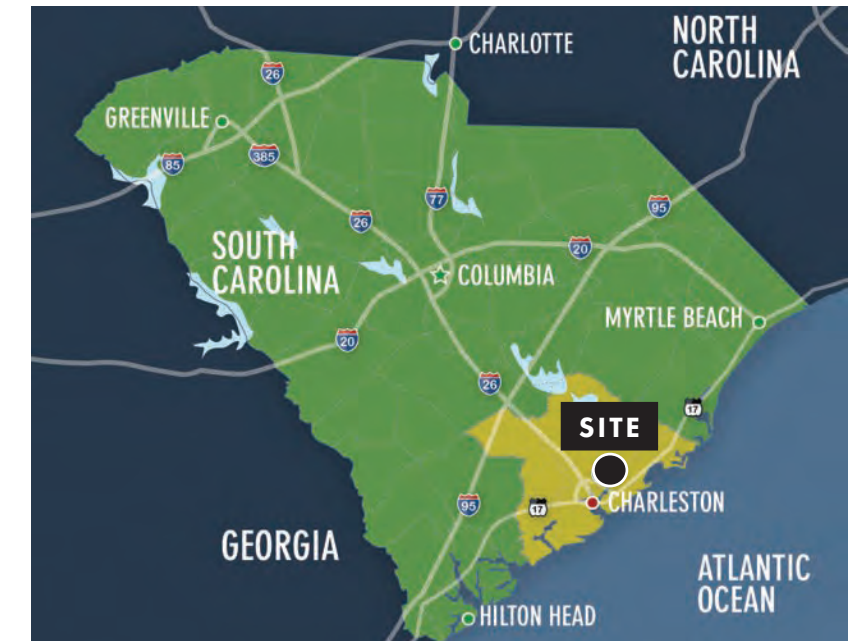 NORTH
CAROLINA
CHARLOTTE
26
GREENVILLE
385
85
77
95
26
20
SOUTH
CAROLINA
COLUMBIA
MYRTLE BEACH
20
26
17
SITE
95
17
CHARLESTON
GEORGIA
ATLANTIC
OCEAN
HILTON HEAD